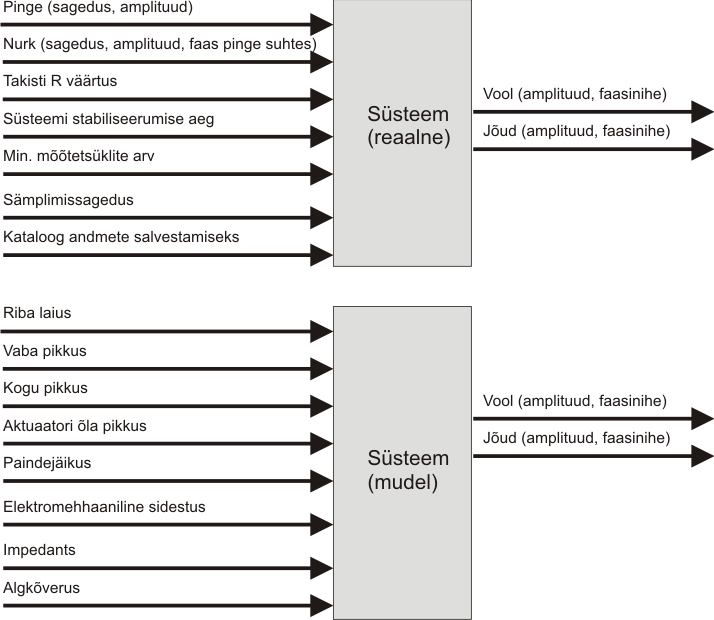 Pinge (sagedus, amplituud)
Nurk (sagedus, amplituud, faas pinge suhtes)
Takisti R väärtus
Süsteemi stabiliseerumise aeg
Min. mõõtetsüklite arv
Sämplimissagedus
Kataloog andmete salvestamiseks
Süsteem
(reaalne)
Vool (amplituud, faasinihe)
Jõud (amplituud, faasinihe)
Riba laius
Vaba pikkus
Kogu pikkus
Aktuaatori õla pikkus
Paindejäikus
Elektromehhaaniline sidestus
Impedants
Algkõverus
Süsteem
(mudel)
Vool (amplituud, faasinihe)
Jõud (amplituud, faasinihe)